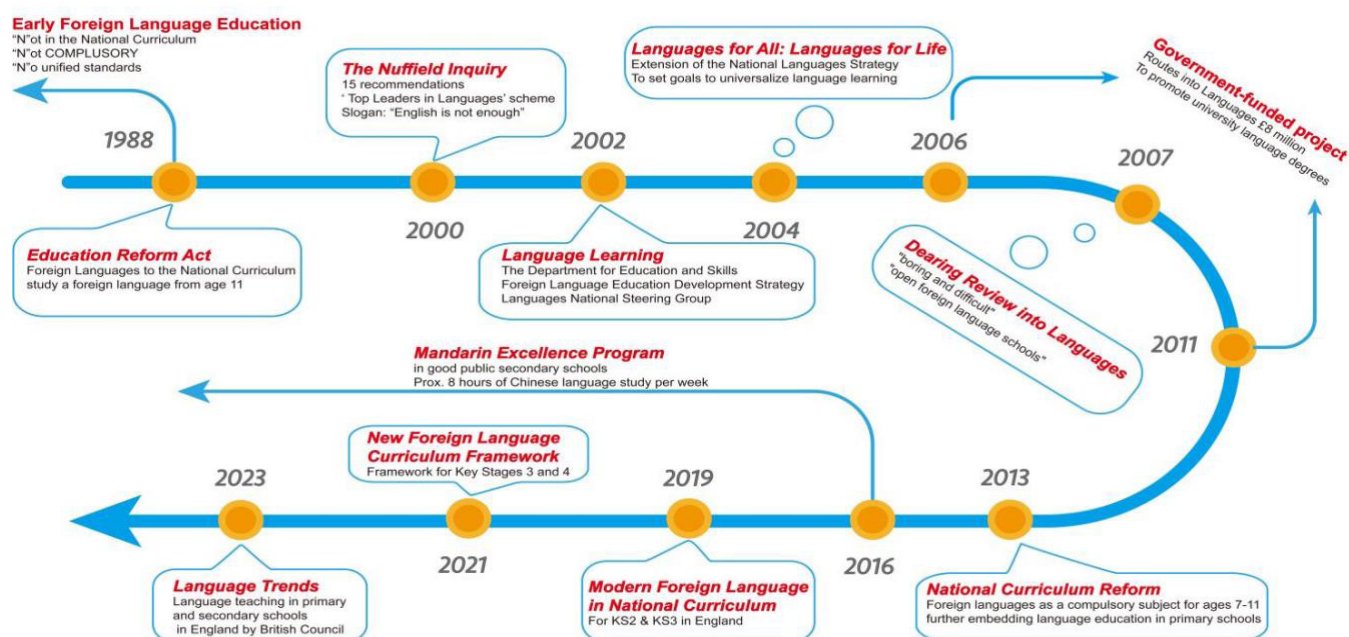 Early Foreign Language Education
“N”ot in the National Curriculum
“N”ot COMPLUSORY
“N”o unified standards
1988
Education Reform Act
Foreign Languages to the National Curriculum
study a foreign language from age 11
The Nuffield Inquiry
15 recommendations
‘ Top Leaders in Languages’ scheme
Slogan: “English is not enough”
2000
2002
Language Learning
The Department for Education and Skills
Foreign Language Education Development Strategy
Languages National Steering Group
Languages for All: Languages for Life
Extension of the National Languages Strategy
To set goals to universalize language learning
2004
2006
Government-funded project
Routes into Languages £8 million
To promote university language degrees
2007
Dearing Review into Languages
"boring and difficult"
"open foreign language schools"
2011
2013
National Curriculum Reform
Foreign languages as a compulsory subject for ages 7-11
further embedding language education in primary schools
Mandarin Excellence Program
in good public secondary schools
Prox. 8 hours of Chinese language study per week
2016
2019
Modern Foreign Language
in National Curriculum
For KS2 & KS3 in England
New Foreign Language
Curriculum Framework
Framework for Key Stages 3 and 4
2021
2023
Language Trends
Language teaching in primary
and secondary schools
in England by British Council